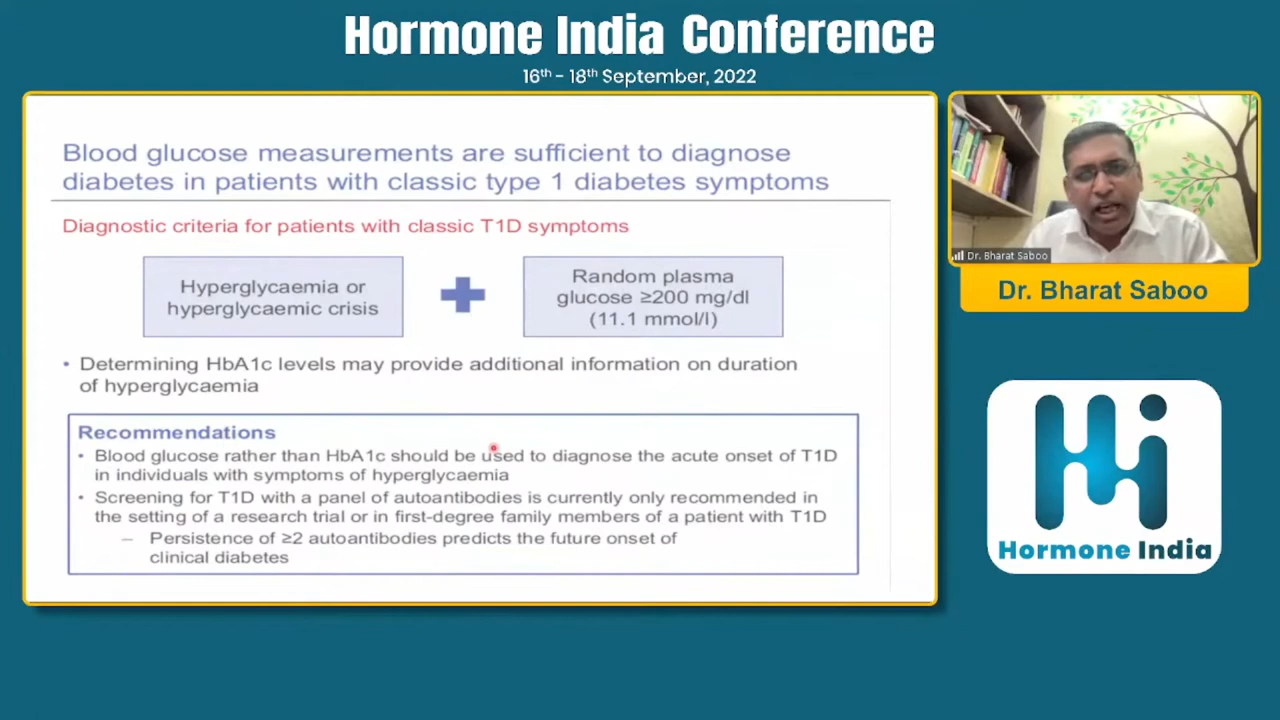 Hormone India Conference
16th - 18th September, 2022
Blood glucose measurements are sufficient to diagnose
diabetes in patients with classic type 1 diabetes symptoms
Diagnostic criteria for patients with classic T1D symptoms
Hyperglycaemia or
hyperglycaemic crisis
Random plasma
glucose ≥200 mg/dl
(11.1 mmol/l)
• Determining HbA1c levels may provide additional information on duration
of hyperglycaemia
Recommendations
• Blood glucose rather than HbA1c should be used to diagnose the acute onset of T1D
in individuals with symptoms of hyperglycaemia
• Screening for T1D with a panel of autoantibodies is currently only recommended in
the setting of a research trial or in first-degree family members of a patient with T1D
– Persistence of ≥2 autoantibodies predicts the future onset of
clinical diabetes
Dr. Bharat Saboo
Dr. Bharat Saboo
Hi
Hormone India